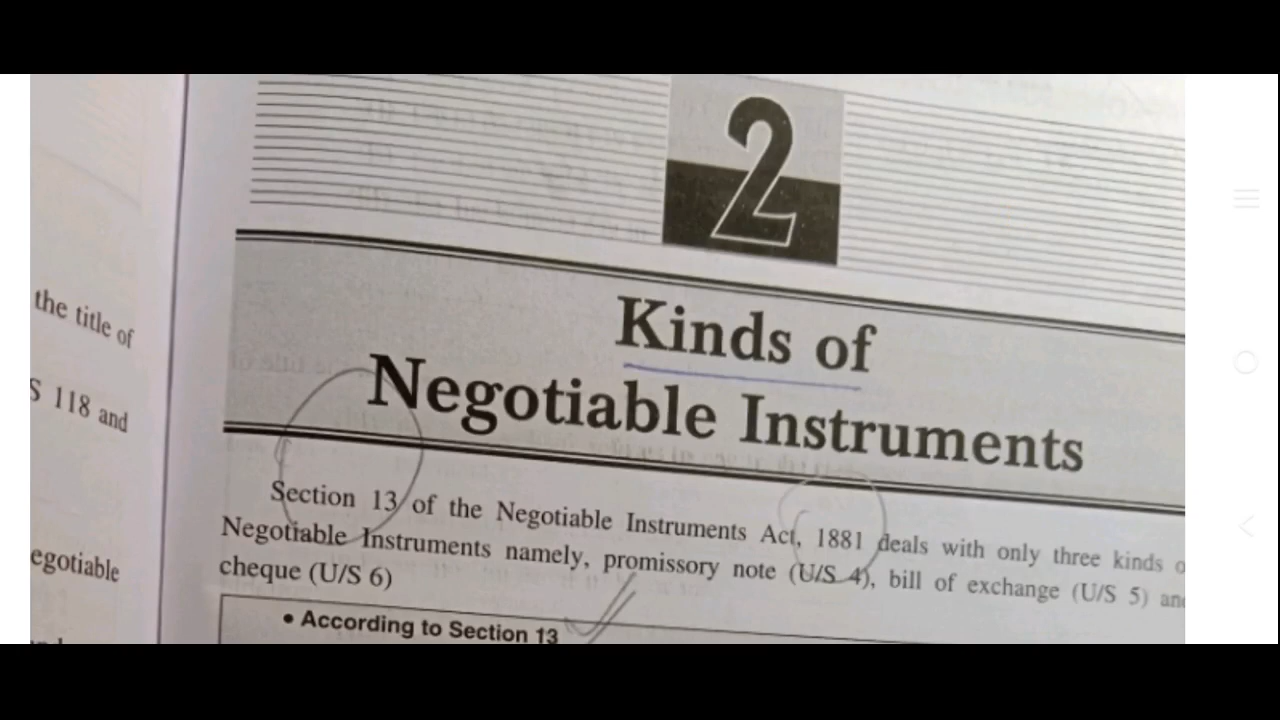 the title of
S 118 and
egotiable
2
Kinds of
Negotiable Instruments
Section 13 of the Negotiable Instruments Act, 1881 deals with only three kinds o
Negotiable Instruments namely, promissory note (U/S 4), bill of exchange (U/S 5) and
cheque (U/S 6)
• According to Section 13